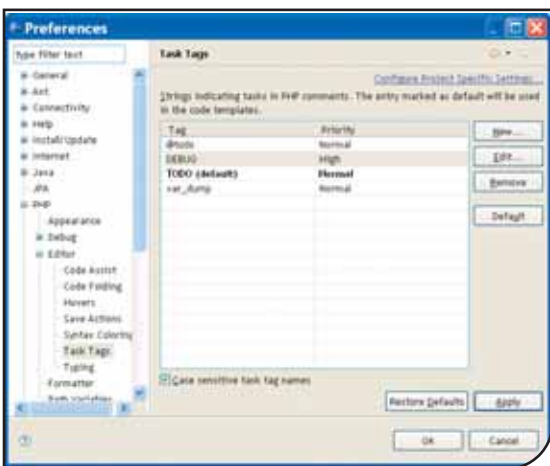 Preferences
type filter text
Task Tags
General
Ant
Connectivity
Help
Install/Update
Internet
Java
JPA
PHP
Appearance
Debug
Editor
Code Assist
Code Folding
Hovers
Save Actions
Syntax Coloring
Task Tags
Typing
Formatter
Path Variables
Configure Project Specific Settings...
Strings indicating tasks in PHP comments. The entry marked as default will be used
in the code templates.
Tag Priority
@todo Normal
DEBUG High
TODO (default) Normal
var_dump Normal
New...
Edit...
Remove
Default
Case sensitive task tag names
Restore Defaults Apply
OK Cancel